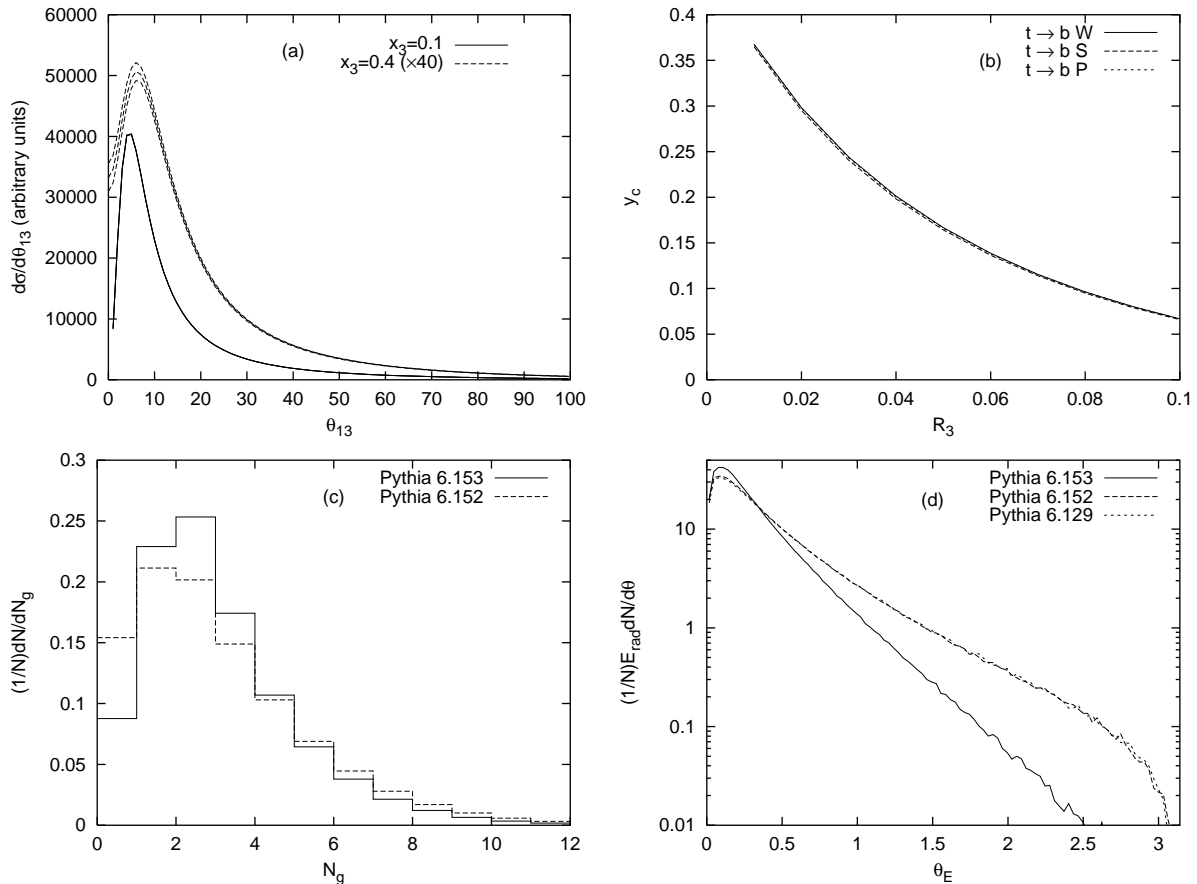 (a)
x3=0.1
x3=0.4 (×40)
60000
50000
40000
30000
20000
10000
0
dσ/dθ13 (arbitrary units)
0 10 20 30 40 50 60 70 80 90 100
θ13
(b)
t → b W
t → b S
t → b P
0.4
0.35
0.3
0.25
0.2
0.15
0.1
0.05
0
yc
0 0.02 0.04 0.06 0.08 0.1
R3
(c)
Pythia 6.153
Pythia 6.152
0.3
0.25
0.2
0.15
0.1
0.05
0
(1/N)dN/dNg
0 2 4 6 8 10 12
Ng
(d)
Pythia 6.153
Pythia 6.152
Pythia 6.129
10
1
0.1
0.01
(1/N)EraddN/dθ
0 0.5 1 1.5 2 2.5 3
θE